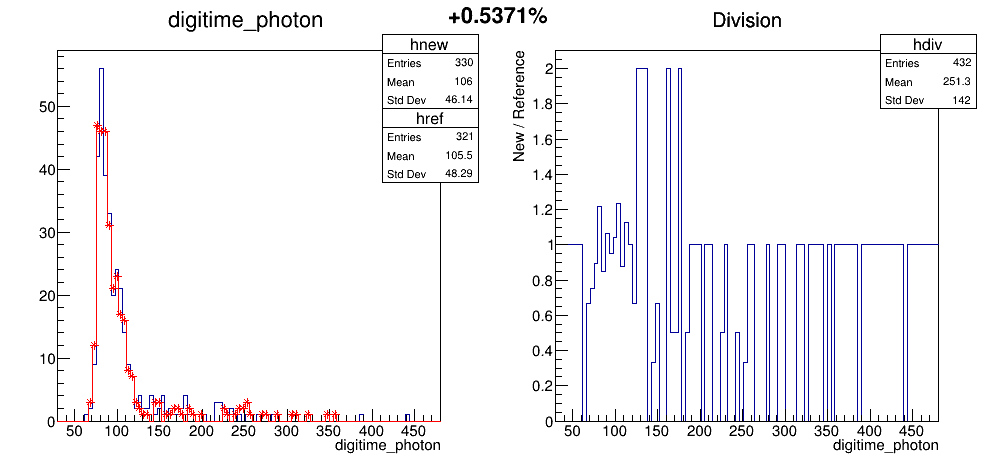 +0.5371%
digitime_photon
hnew
Entries 330
Mean 106
Std Dev 46.14
href
Entries 321
Mean 105.5
Std Dev 48.29
50
40
30
20
10
0
50 100 150 200 250 300 350 400 450
digitime_photon
Division
hdiv
Entries 432
Mean 251.3
Std Dev 142
New / Reference
2
1.8
1.6
1.4
1.2
1
0.8
0.6
0.4
0.2
0
50 100 150 200 250 300 350 400 450
digitime_photon